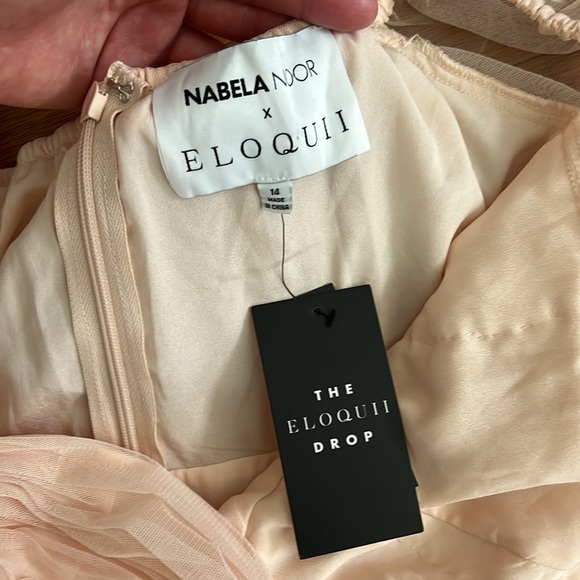 NABELA NOOR
x
ELOQUII
14
MADE
IN CHINA
THE
ELOQUII
DROP